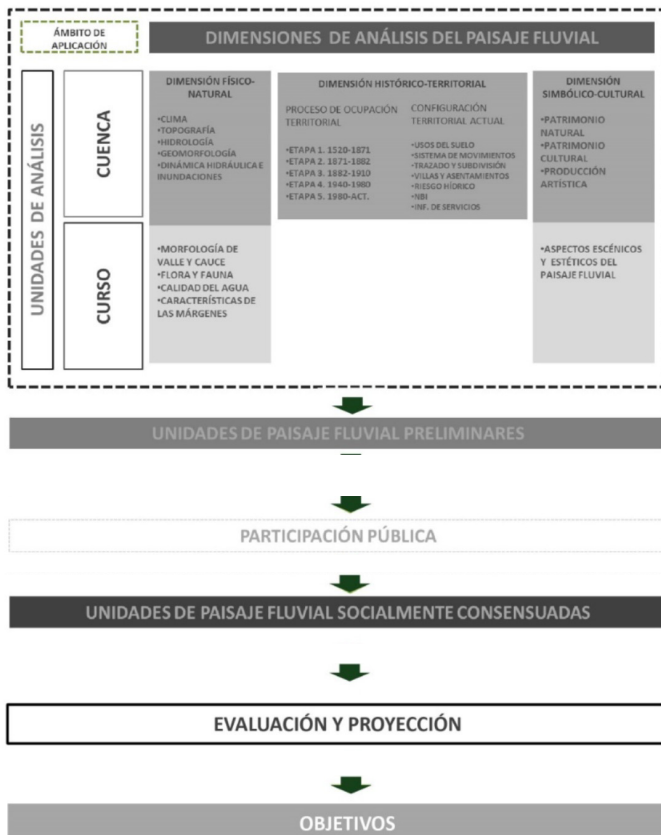 ÁMBITO DE
APLICACIÓN
DIMENSIONES DE ANÁLISIS DEL PAISAJE FLUVIAL
UNIDADES DE ANÁLISIS
CUENCA
DIMENSIÓN FÍSICO-
NATURAL
•CLIMA
•TOPOGRAFÍA
•HIDROLOGÍA
•GEOMORFOLOGÍA
•DINÁMICA HIDRÁULICA E
INUNDACIONES
DIMENSIÓN HISTÓRICO-TERRITORIAL
PROCESO DE OCUPACIÓN
TERRITORIAL
•ETAPA 1. 1520-1871
•ETAPA 2. 1871-1882
•ETAPA 3. 1882-1910
•ETAPA 4. 1940-1980
•ETAPA 5. 1980-ACT.
CONFIGURACIÓN
TERRITORIAL ACTUAL
•USOS DEL SUELO
•SISTEMA DE MOVIMIENTOS
•TRAZADO Y SUBDIVISIÓN
•VILLAS Y ASENTAMIENTOS
•RIESGO HÍDRICO
•NBI
•INF. DE SERVICIOS
DIMENSIÓN
SIMBÓLICO-CULTURAL
•PATRIMONIO
NATURAL
•PATRIMONIO
CULTURAL
•PRODUCCIÓN
ARTÍSTICA
CURSO
•MORFOLOGÍA DE
VALLE Y CAUCE
•FLORA Y FAUNA
•CALIDAD DEL AGUA
•CARACTERÍSTICAS DE
LAS MÁRGENES
•ASPECTOS ESCÉNICOS
Y ESTÉTICOS DEL
PAISAJE FLUVIAL
UNIDADES DE PAISAJE FLUVIAL PRELIMINARES
PARTICIPACIÓN PÚBLICA
UNIDADES DE PAISAJE FLUVIAL SOCIALMENTE CONSENSUADAS
EVALUACIÓN Y PROYECCIÓN
OBJETIVOS